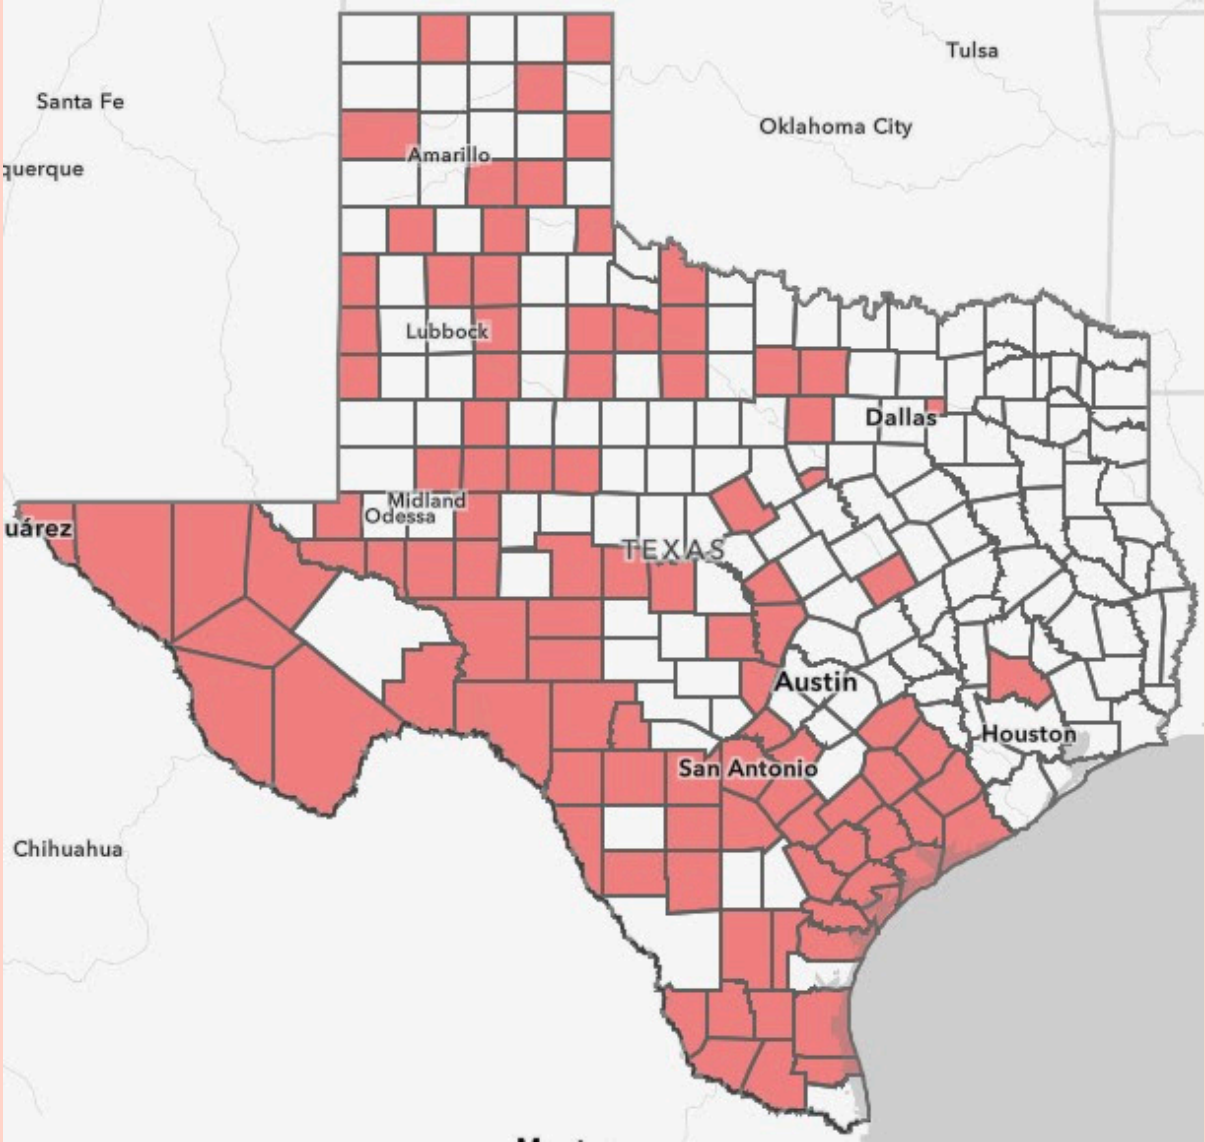 Tulsa
Santa Fe
Oklahoma City
Amarillo
querque
Lubbock
Dallas
Midland
Odessa
uárez
TEXAS
Austin
Houston
San Antonio
Chihuahua